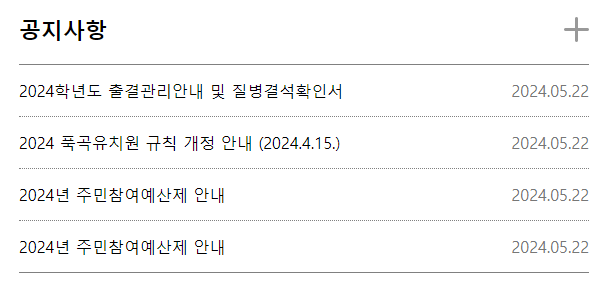 공지사항
2024학년도 출결관리안내 및 질병결석확인서 2024.05.22
2024 푹곡유치원 규칙 개정 안내 (2024.4.15.) 2024.05.22
2024년 주민참여예산제 안내 2024.05.22
2024년 주민참여예산제 안내 2024.05.22